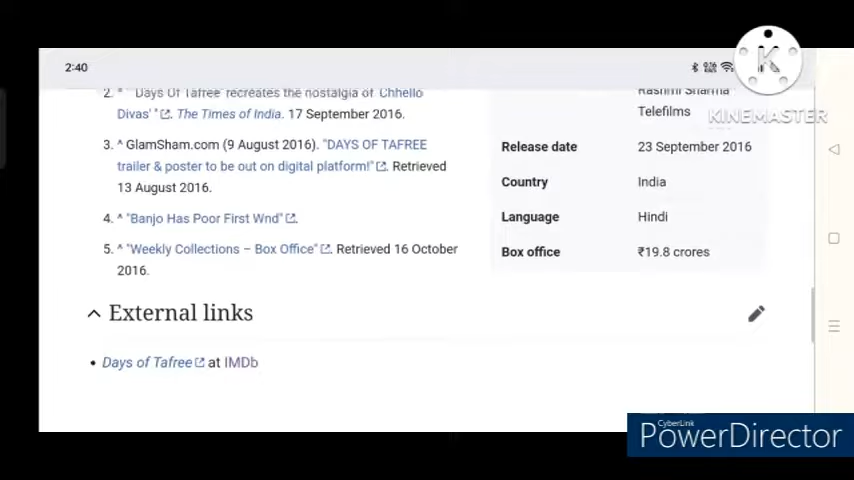 2:40
K
KINEMASTER
2. ^ "'Days Of Tafree' recreates the nostalgia of 'Chhello
Divas' ". The Times of India. 17 September 2016.
3. ^ GlamSham.com (9 August 2016). "DAYS OF TAFREE
trailer & poster to be out on digital platform!". Retrieved
13 August 2016.
4. ^ "Banjo Has Poor First Wnd".
5. ^ "Weekly Collections – Box Office". Retrieved 16 October
2016.
Rashmi Sharma
Telefilms
Release date 23 September 2016
Country India
Language Hindi
Box office ₹19.8 crores
External links
• Days of Tafree at IMDb
CyberLink
PowerDirector